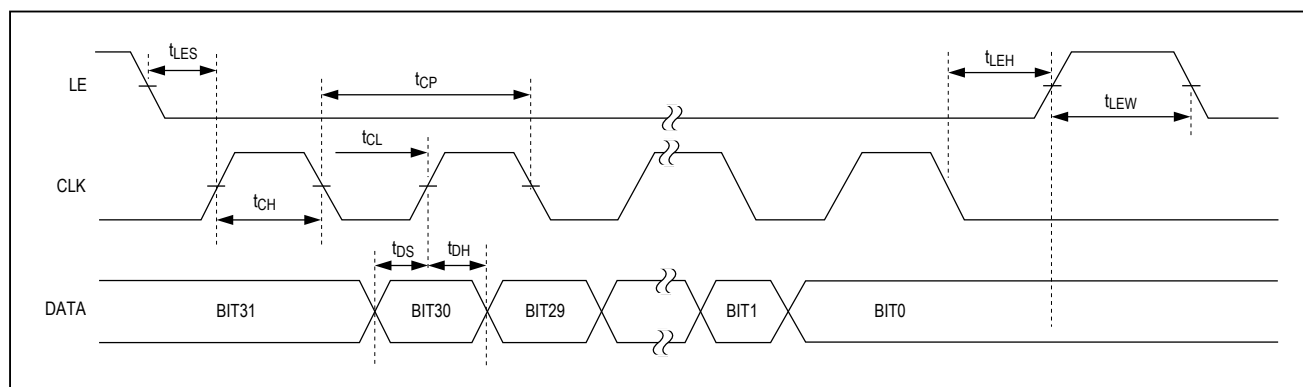 tLES
tLEH
LE
tCP
tLEW
tCL
CLK
tCH
tDS
tDH
DATA
BIT31
BIT30
BIT29
BIT1
BIT0